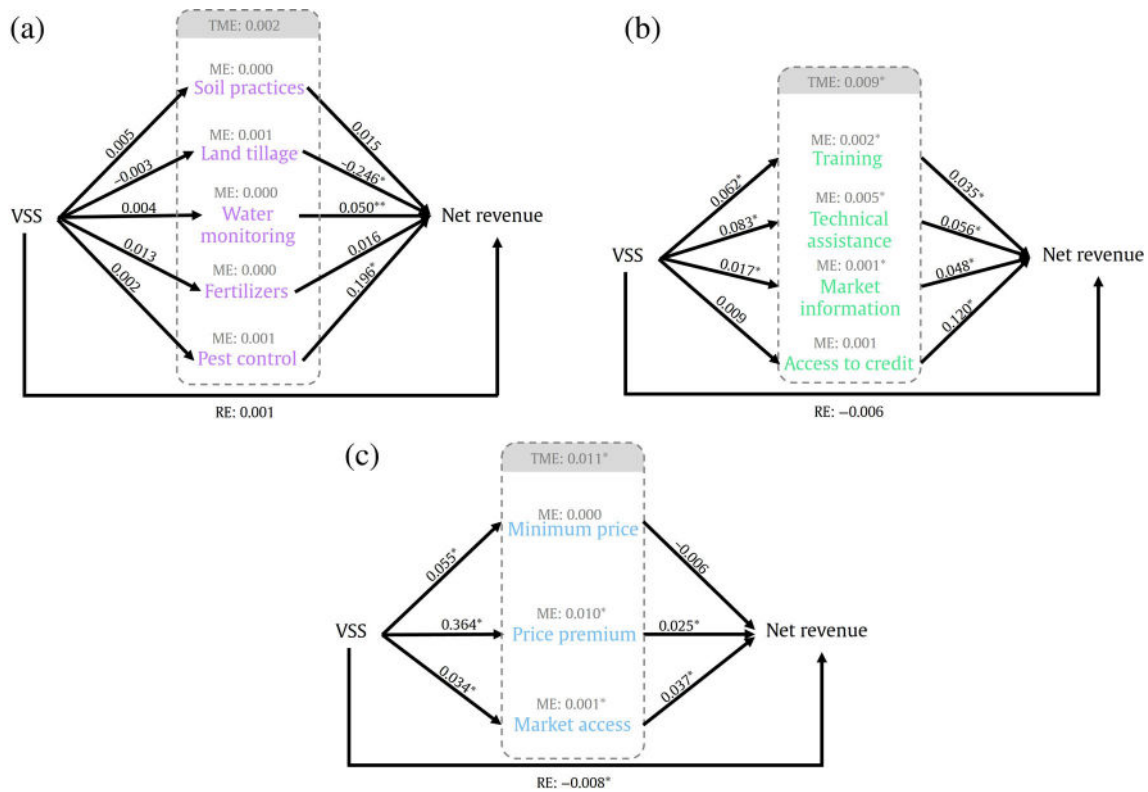 (a)
TME: 0.002
ME: 0.000
Soil practices
0.005
0.015
ME: 0.001
Land tillage
−0.003
−0.246*
ME: 0.000
VSS
0.004
Water
monitoring
0.050**
Net revenue
0.013
0.016
ME: 0.000
Fertilizers
0.002
0.196*
ME: 0.001
Pest control
RE: 0.001
(b)
TME: 0.009*
ME: 0.002*
Training
0.062*
0.035*
ME: 0.005*
Technical
assistance
0.083*
0.056*
VSS
Net revenue
ME: 0.001*
Market
information
0.017*
0.048*
0.009
0.120*
ME: 0.001
Access to credit
RE: −0.006
(c)
TME: 0.011*
ME: 0.000
Minimum price
0.055*
−0.006
ME: 0.010*
VSS
0.364*
Price premium
0.025*
Net revenue
0.034*
0.037*
ME: 0.001*
Market access
RE: −0.008*